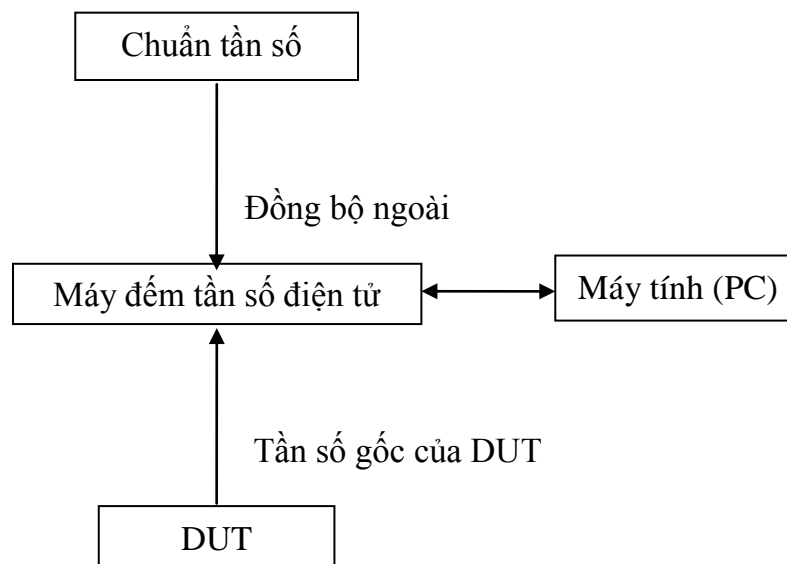 Chuẩn tần số
Đồng bộ ngoài
Máy đếm tần số điện tử
Máy tính (PC)
Tần số gốc của DUT
DUT